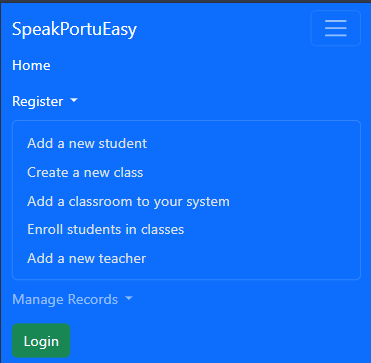 SpeakPortuEasy
Home
Register
Add a new student
Create a new class
Add a classroom to your system
Enroll students in classes
Add a new teacher
Manage Records
Login